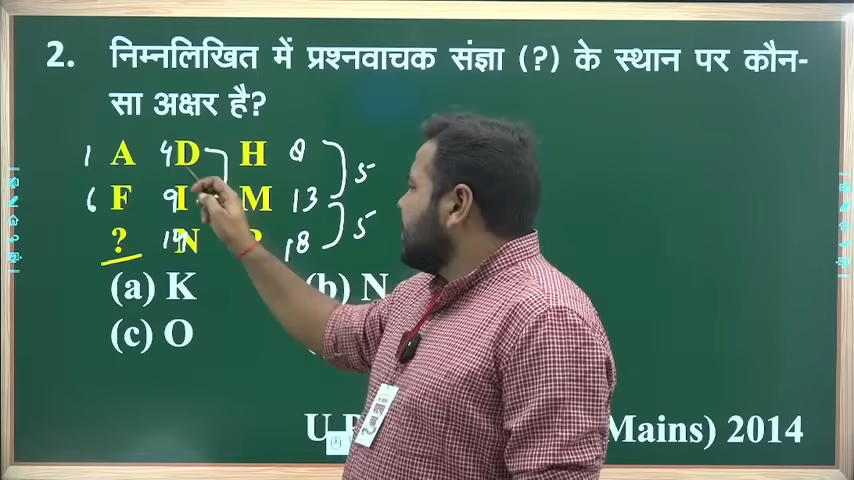 2. निम्नलिखित में प्रश्नवाचक संज्ञा (?) के स्थान पर कौन-
सा अक्षर है?
1 A 4 D H 8
6 F 9 I M 13 5
? 14 N 18 5
(a) K (b) N
(c) O
Mains) 2014